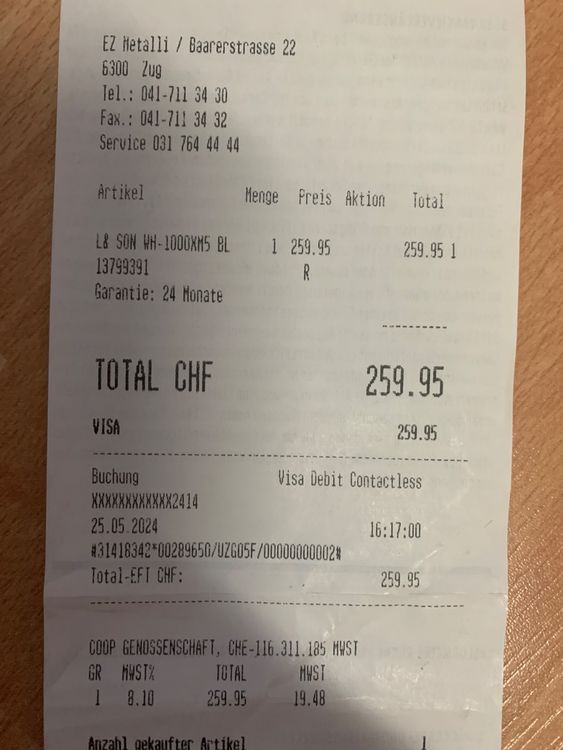 EZ Metalli / Baarerstrasse 22
6300 Zug
Tel.: 041-711 34 30
Fax.: 041-711 34 32
Service 031 764 44 44
Artikel Menge Preis Aktion Total
L& SON WH-1000XM5 BL 1 259.95 259.95 1
13799391 R
Garantie: 24 Monate
TOTAL CHF 259.95
VISA 259.95
Buchung Visa Debit Contactless
XXXXXXXXXXXX2414
25.05.2024 16:17:00
#31418342*00289650/UZG05F/00000000002#
Total-EFT CHF: 259.95
COOP GENOSSENSCHAFT, CHE-116.311.185 MWST
GR MWST% TOTAL MWST
1 8.10 259.95 19.48
Anzahl gekaufter Artikel 1